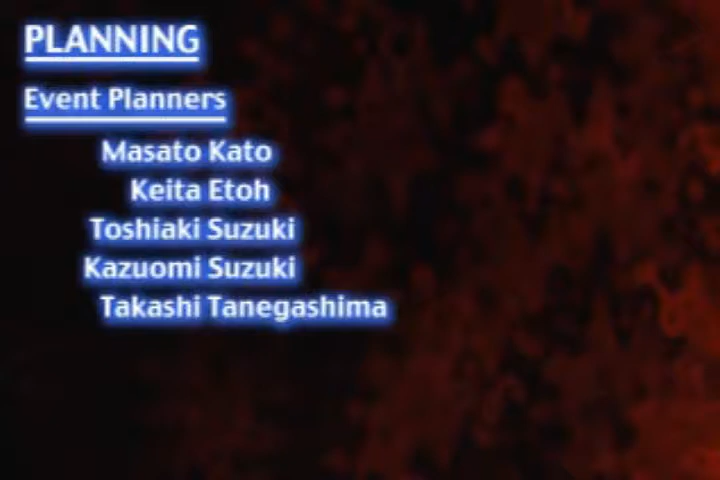 PLANNING
Event Planners
Masato Kato
Keita Etoh
Toshiaki Suzuki
Kazuomi Suzuki
Takashi Tanegashima